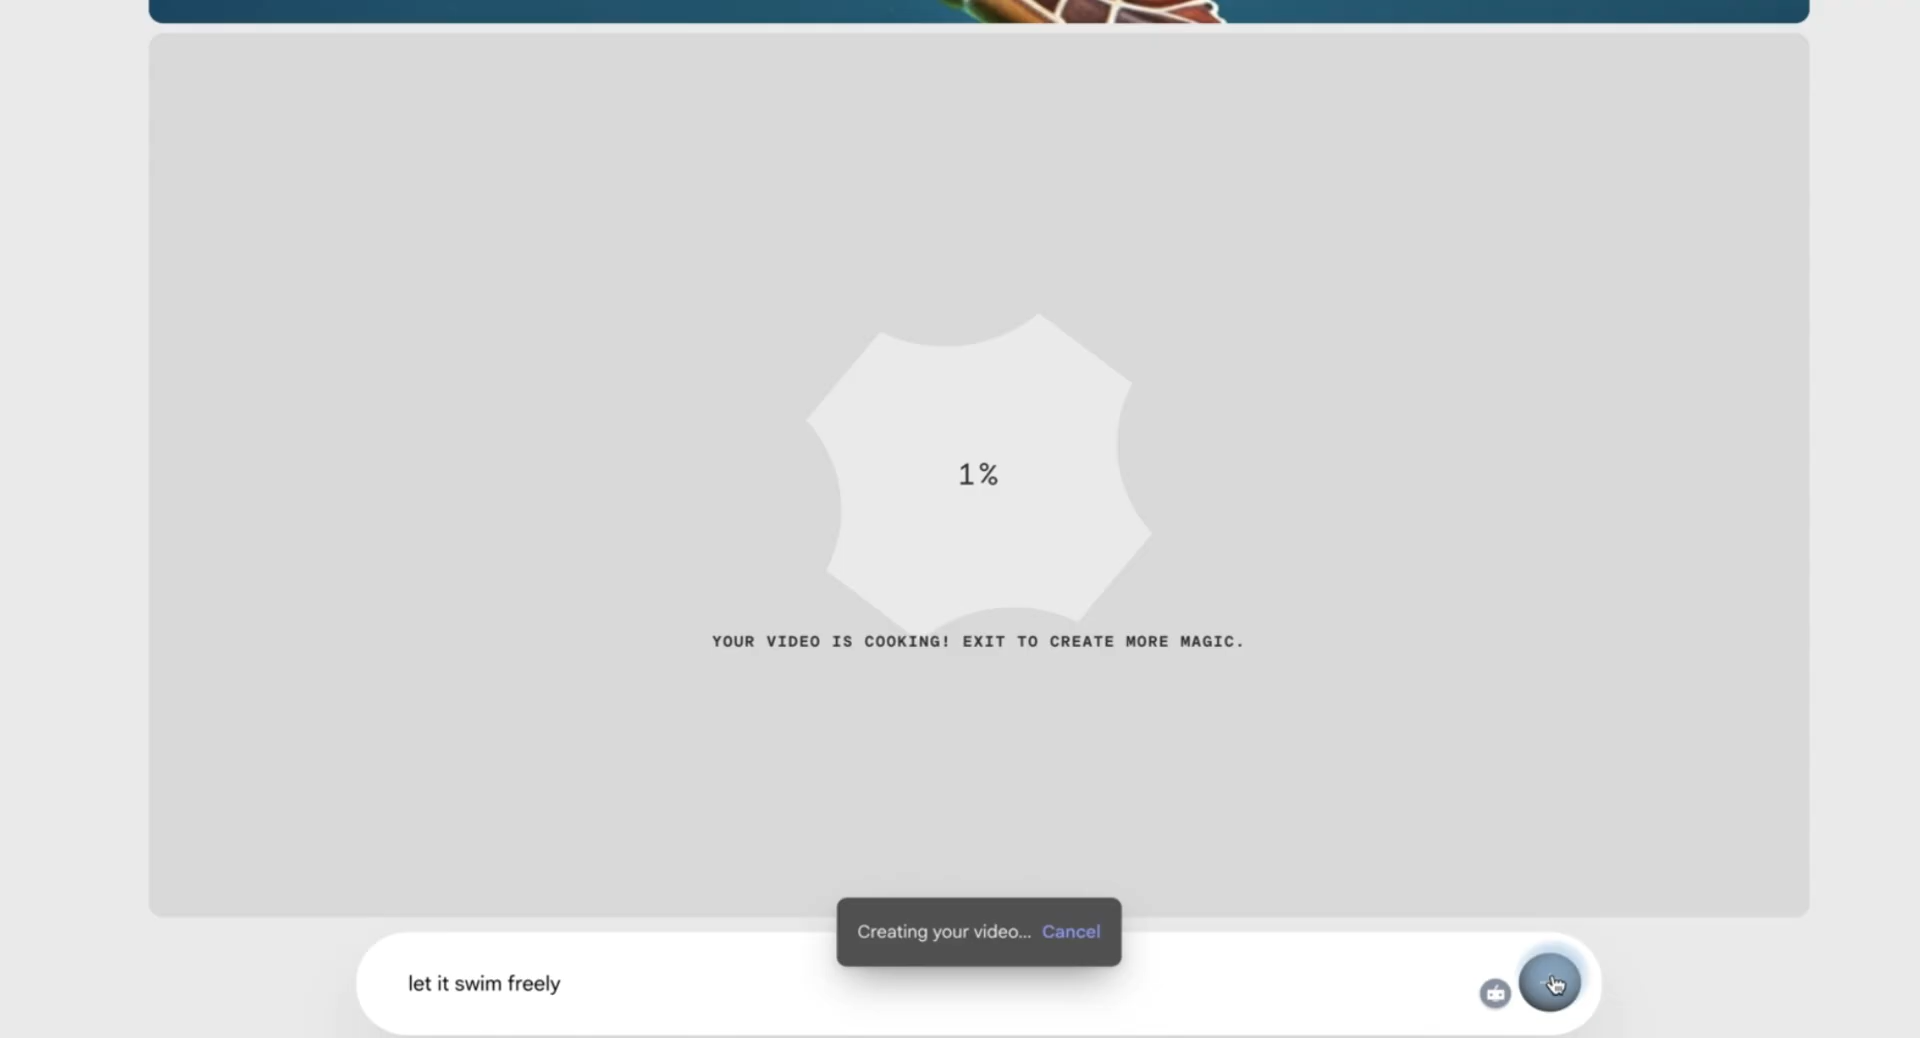 1%
YOUR VIDEO IS COOKING! EXIT TO CREATE MORE MAGIC.
Creating your video... Cancel
let it swim freely